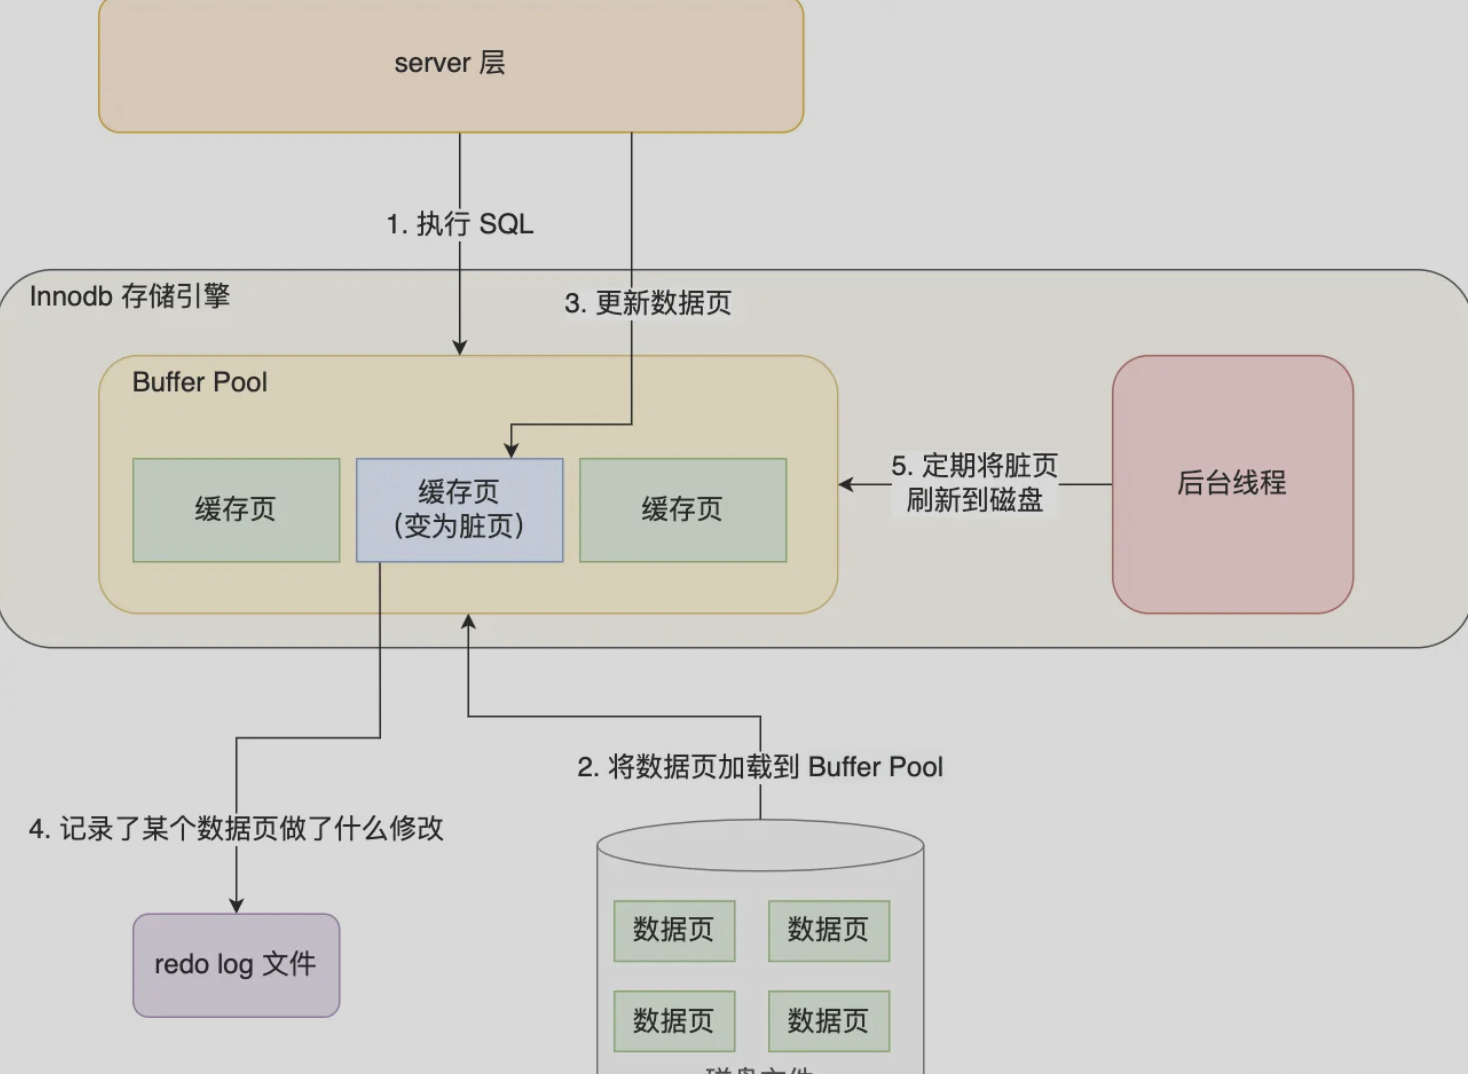 server 层
1. 执行 SQL
Innodb 存储引擎
3. 更新数据页
Buffer Pool
缓存页
缓存页
（变为脏页）
缓存页
5. 定期将脏页
刷新到磁盘
后台线程
2. 将数据页加载到 Buffer Pool
4. 记录了某个数据页做了什么修改
redo log 文件
数据页
数据页
数据页
数据页